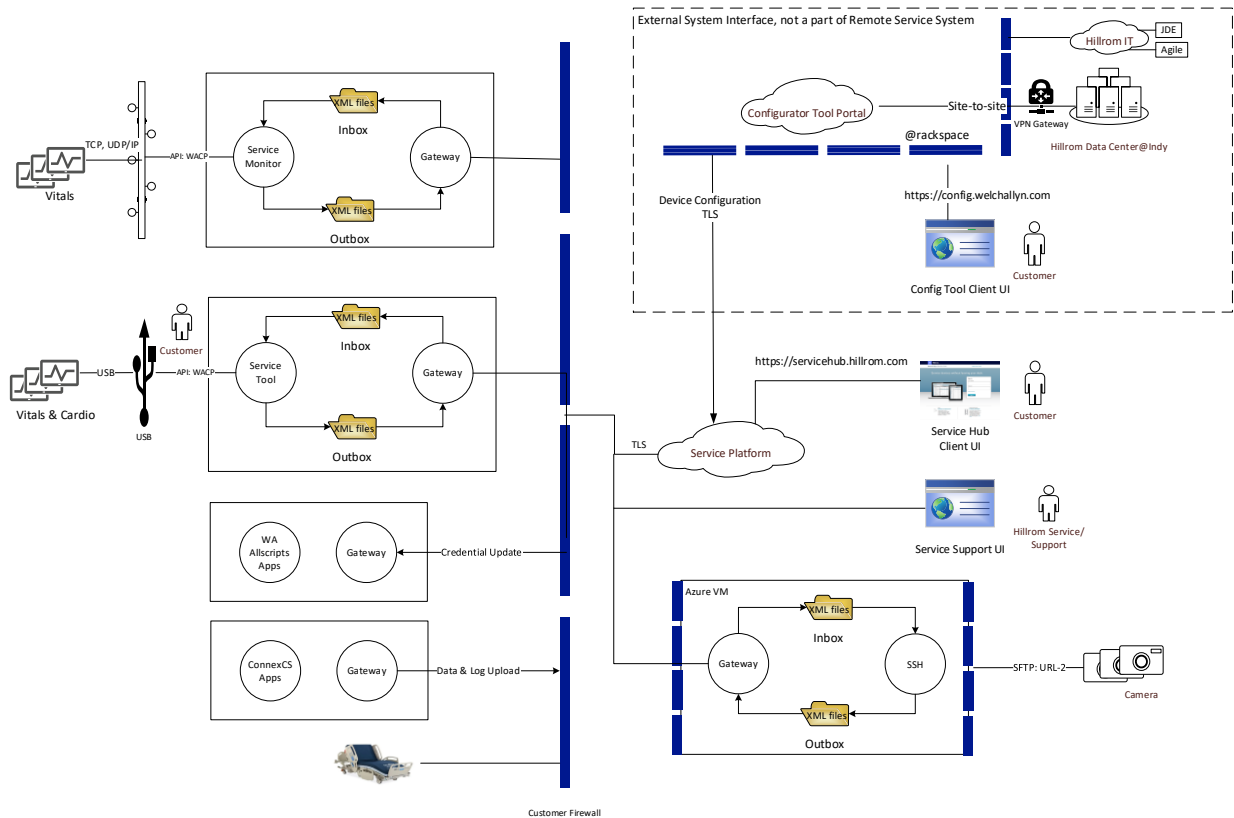 External System Interface, not a part of Remote Service System
Hillrom IT
JDE
Agile
Configurator Tool Portal
Site-to-site
VPN Gateway
Hillrom Data Center@Indy
@rackspace
Device Configuration
TLS
https://config.welchallyn.com
Config Tool Client UI
Customer
TCP, UDP/IP
Vitals
API: WACP
Service
Monitor
XML files
Inbox
Gateway
XML files
Outbox
Customer
Vitals & Cardio
USB
USB
API: WACP
Service
Tool
XML files
Inbox
Gateway
XML files
Outbox
https://servicehub.hillrom.com
Service Hub
Client UI
Customer
TLS
Service Platform
Service Support UI
Hillrom Service/
Support
WA
Allscripts
Apps
Gateway
Credential Update
ConnexCS
Apps
Gateway
Data & Log Upload
Azure VM
Gateway
XML files
Inbox
SSH
XML files
Outbox
SFTP: URL-2
Camera
Customer Firewall